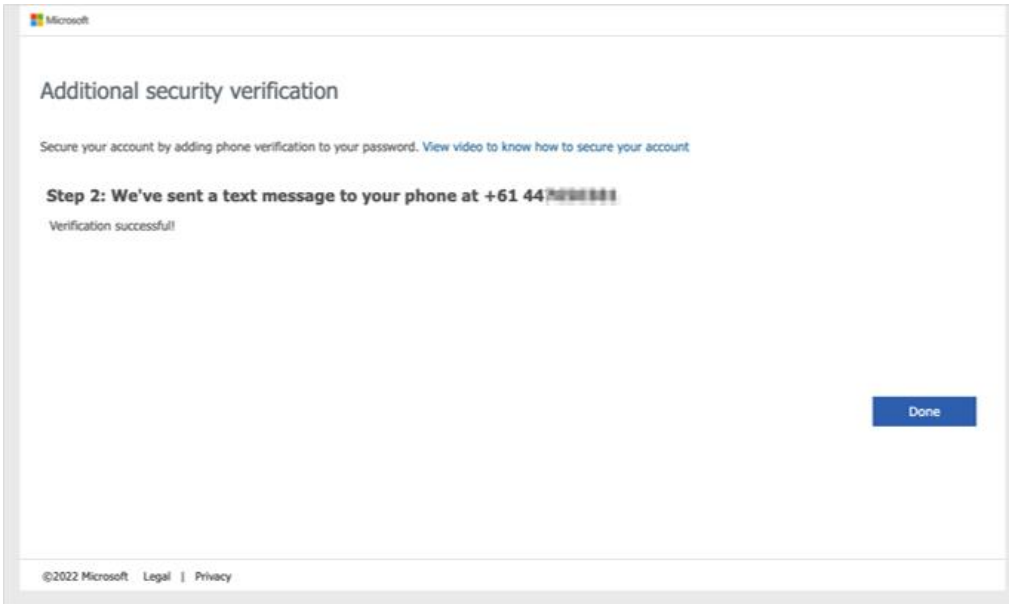 Microsoft
Additional security verification
Secure your account by adding phone verification to your password. View video to know how to secure your account
Step 2: We've sent a text message to your phone at +61 44
Verification successful!
Done
©2022 Microsoft Legal | Privacy